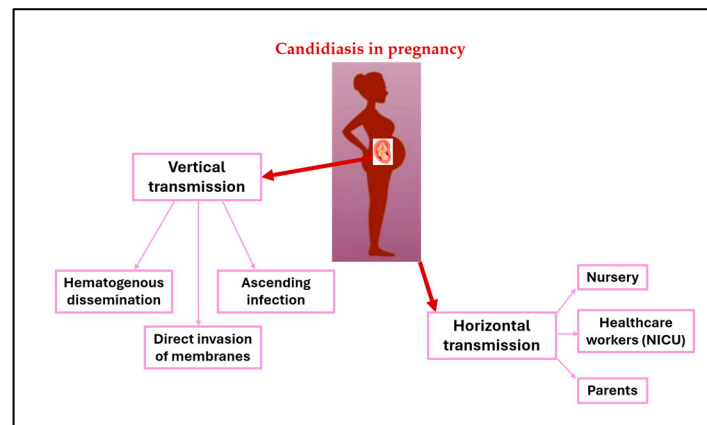 Candidiasis in pregnancy
Vertical
transmission
Hematogenous
dissemination
Ascending
infection
Direct invasion
of membranes
Horizontal
transmission
Nursery
Healthcare
workers (NICU)
Parents